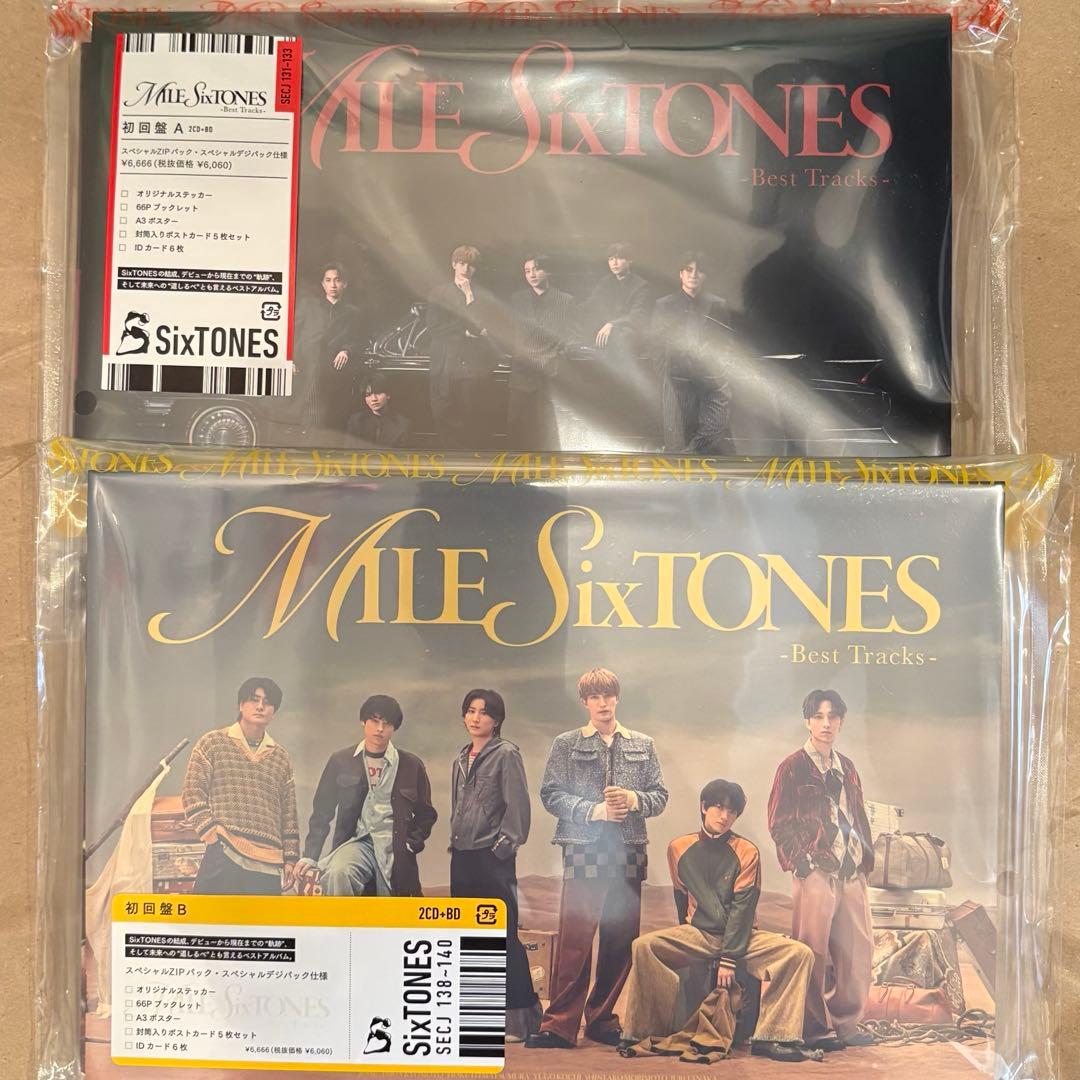 MILE SixTONES
-Best Tracks-
MILE SixTONES
-Best Tracks-
SECJ 131-133
初回盤 A 2CD+BD
スペシャルZIPパック・スペシャルデジパック仕様
¥6,666(税抜価格 ¥6,060)
□ オリジナルステッカー
□ 66P ブックレット
□ A3 ポスター
□ 封筒入りポストカード5枚セット
□ IDカード6枚
SixTONESの結成、デビューから現在までの"軌跡"、
そして未来への"道しるべ"とも言えるベストアルバム。
SixTONES
SixTONES MILE SixTONES MILE SixTONES MILE SixTONES
MILE SixTONES
-Best Tracks-
初回盤B 2CD+BD
SixTONESの結成、デビューから現在までの"軌跡"、
そして未来への"道しるべ"とも言えるベストアルバム。
スペシャルZIPパック・スペシャルデジパック仕様
□ オリジナルステッカー
□ 66P ブックレット
□ A3 ポスター
□ 封筒入りポストカード5枚セット
□ IDカード6枚 ¥6,666(税抜価格 ¥6,060)
SixTONES
SECJ 138-140